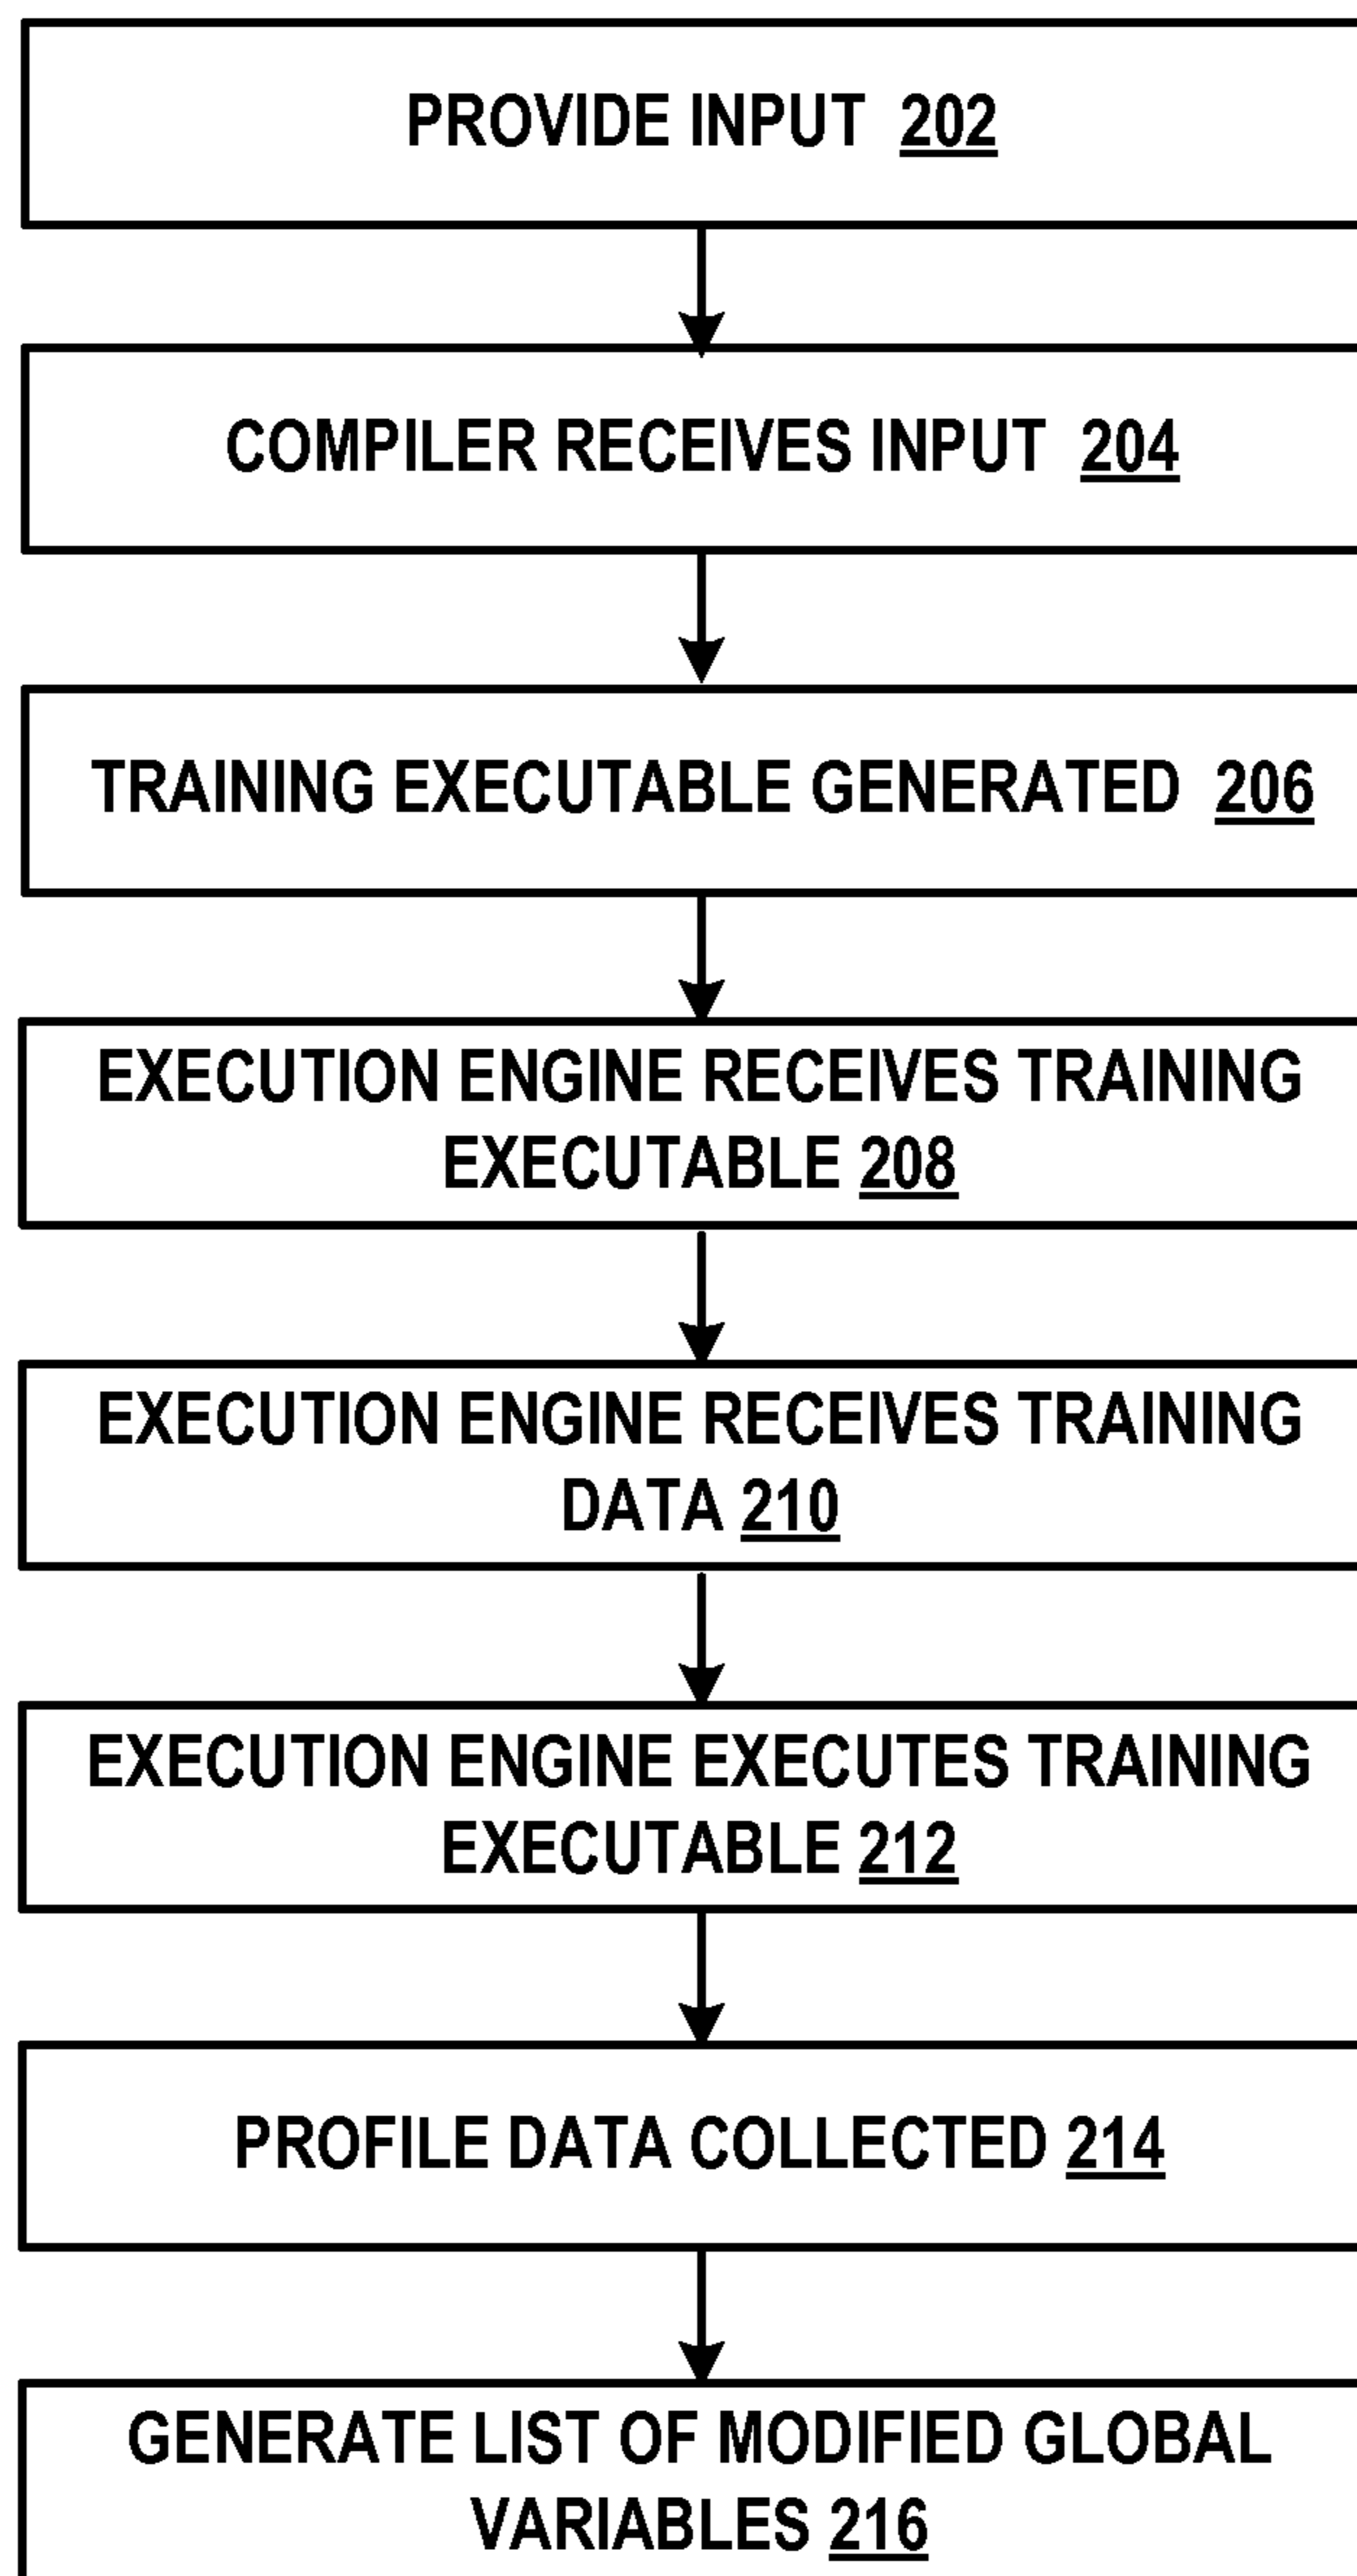 PROVIDE INPUT 202
COMPILER RECEIVES INPUT 204
TRAINING EXECUTABLE GENERATED 206
EXECUTION ENGINE RECEIVES TRAINING
EXECUTABLE 208
EXECUTION ENGINE RECEIVES TRAINING
DATA 210
EXECUTION ENGINE EXECUTES TRAINING
EXECUTABLE 212
PROFILE DATA COLLECTED 214
GENERATE LIST OF MODIFIED GLOBAL
VARIABLES 216